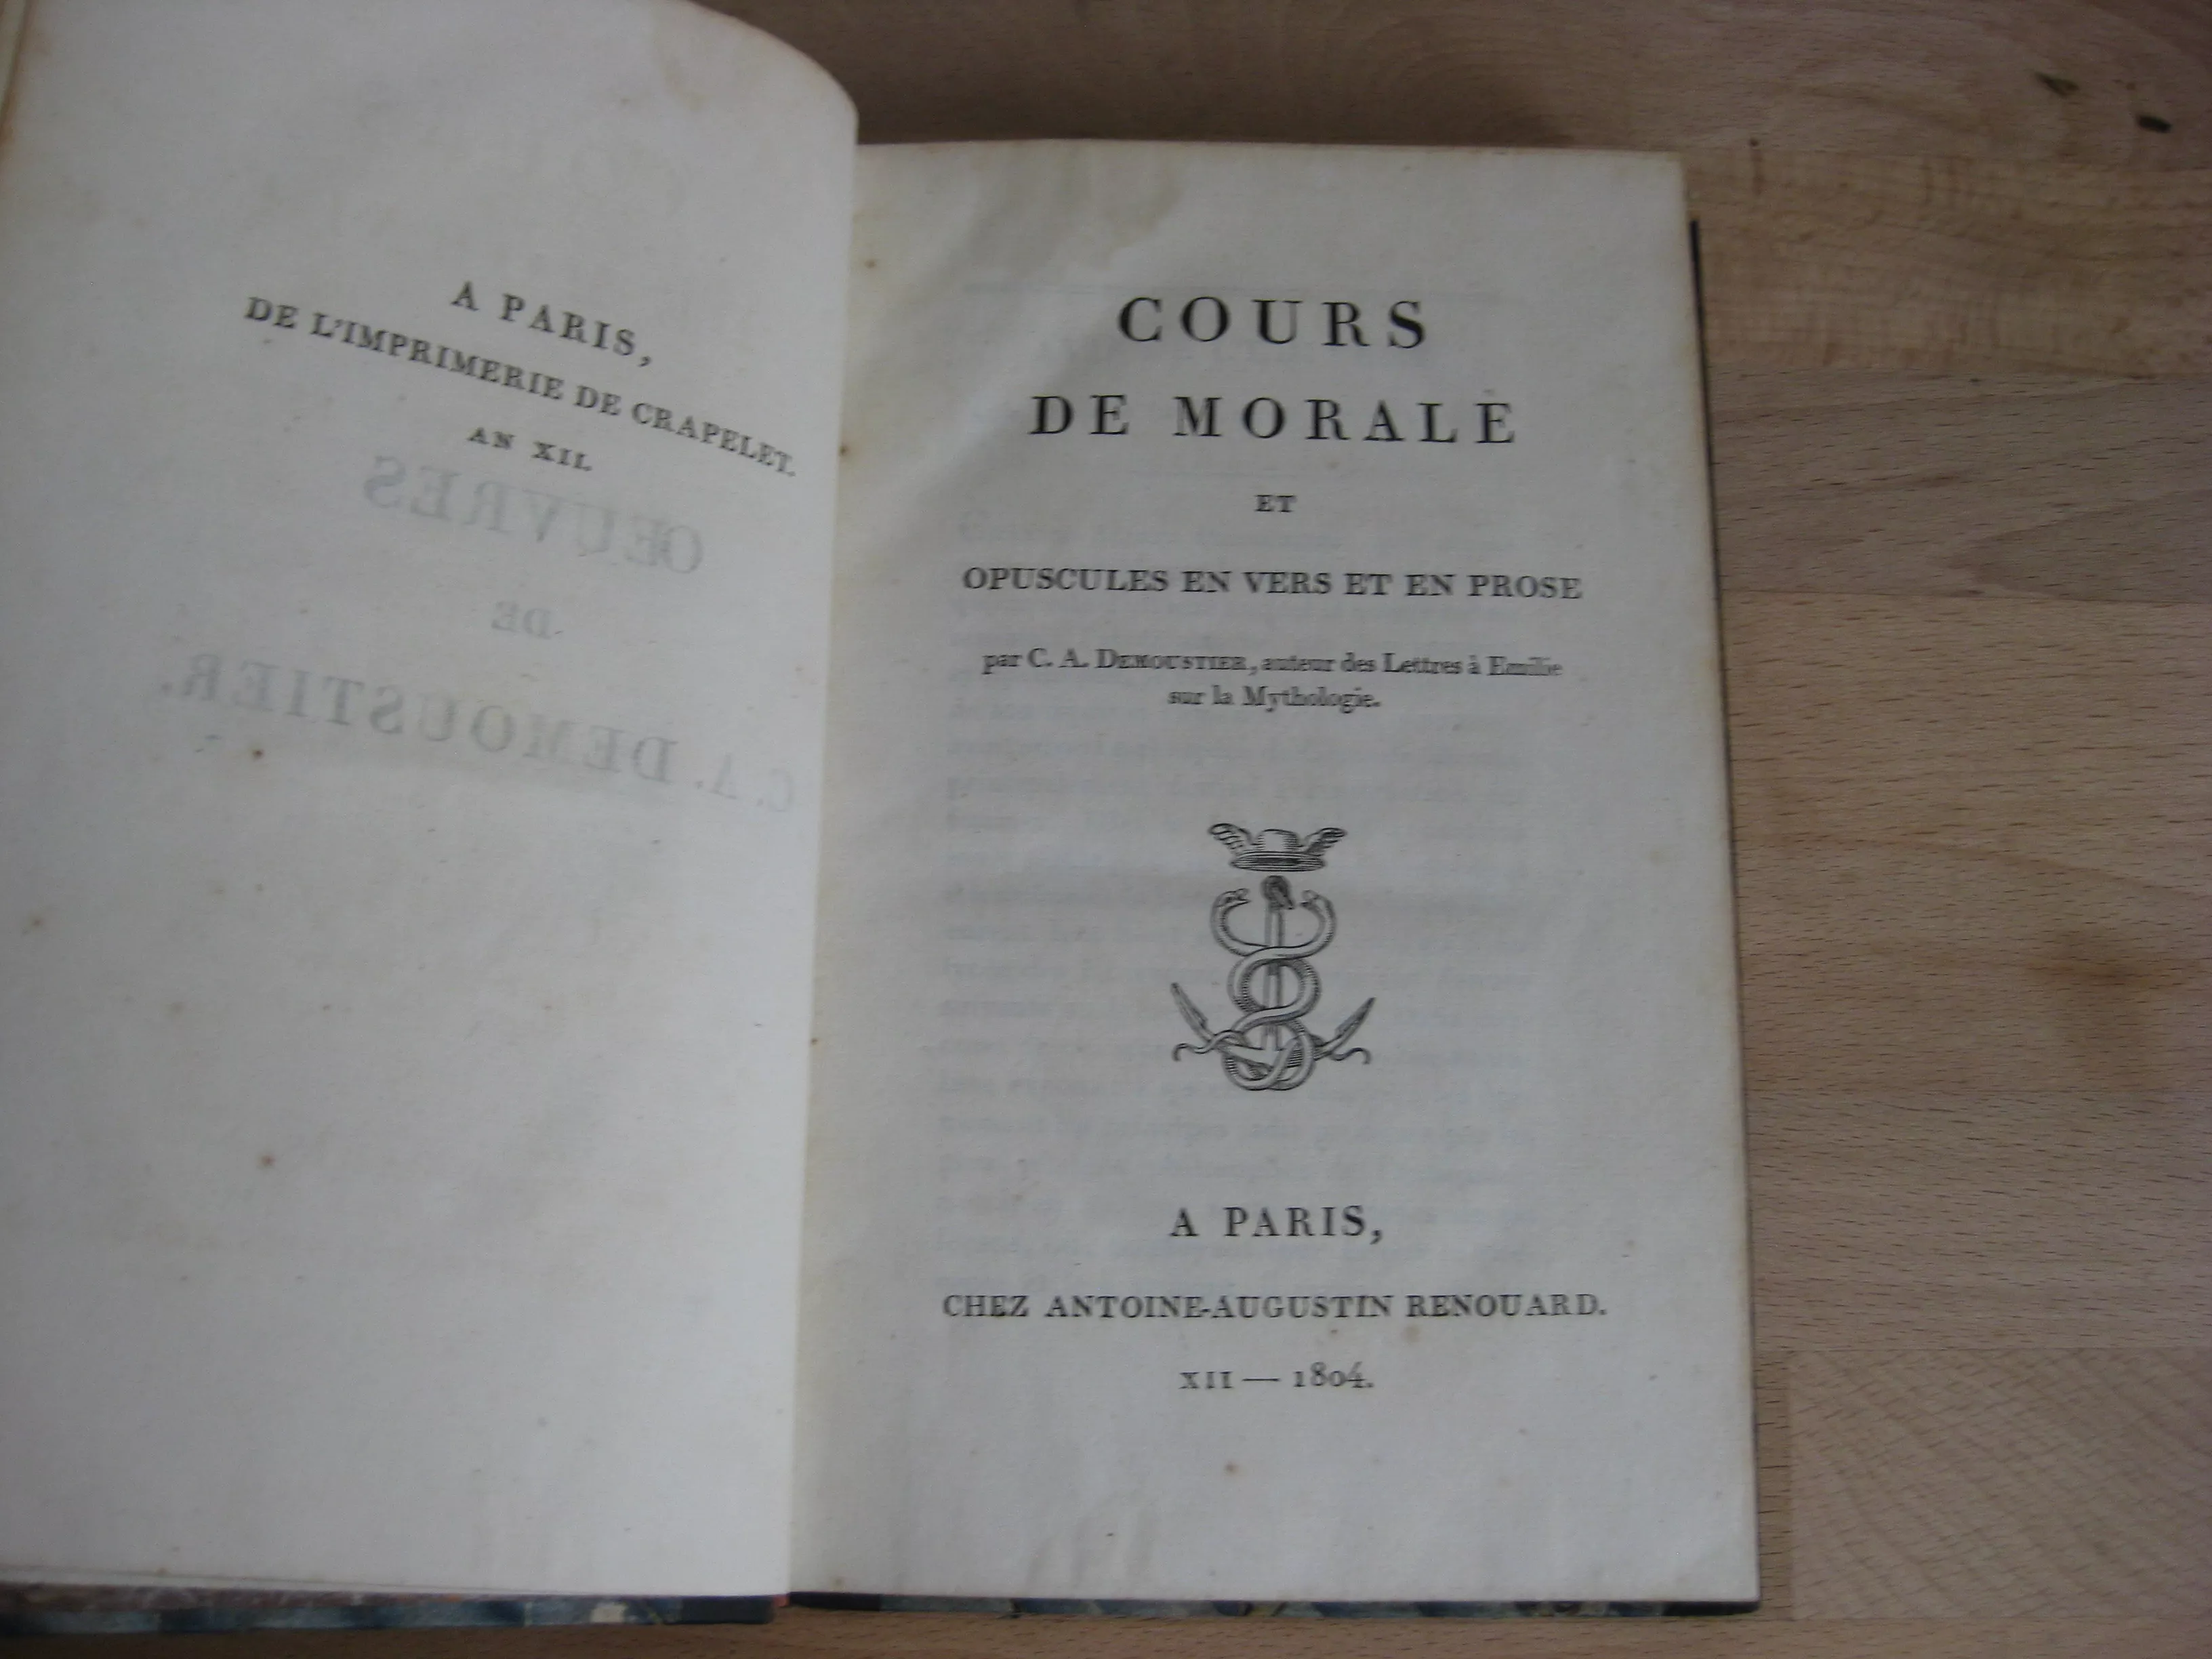 A PARIS,
DE L'IMPRIMERIE DE CRAPELET.
AN XII.
ŒUVRES
DE
C. A. DEMOUSTIER.
COURS
DE MORALE
ET
OPUSCULES EN VERS ET EN PROSE
par C. A. DEMOUSTIER, auteur des Lettres à Emilie
sur la Mythologie.
A PARIS,
CHEZ ANTOINE-AUGUSTIN RENOUARD.
XII — 1804.